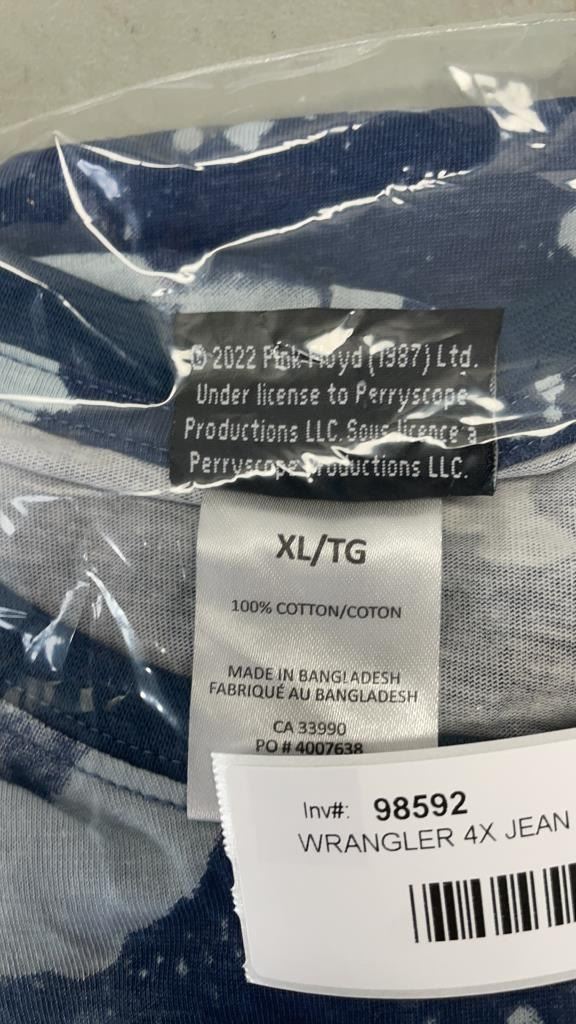 © 2022 Pink Floyd (1987) Ltd.
Under license to Perryscope
Productions LLC. Sous licence à
Perryscope Productions LLC.
XL/TG
100% COTTON/COTON
MADE IN BANGLADESH
FABRIQUÉ AU BANGLADESH
CA 33990
PO # 4007638
Inv#: 98592
WRANGLER 4X JEAN